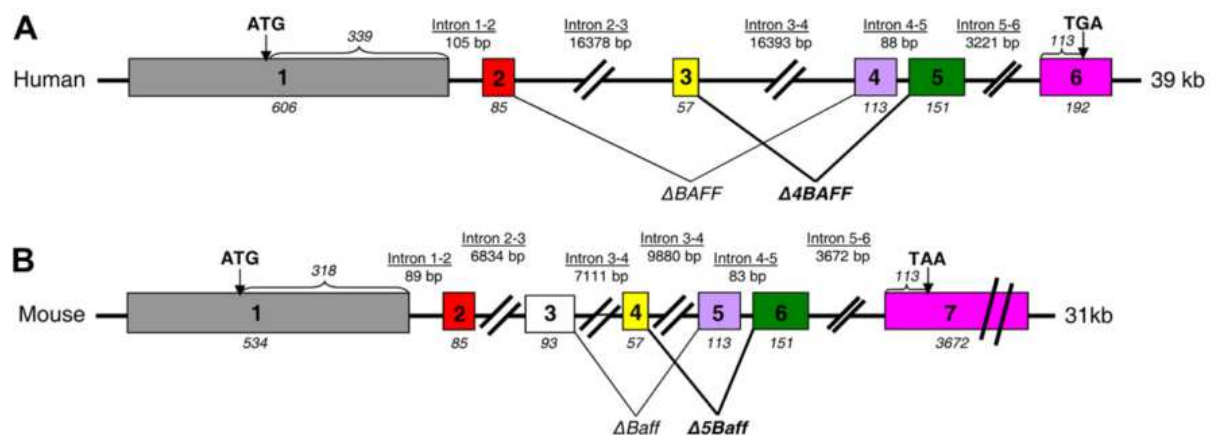 A
ATG
339
Intron 1-2
105 bp
Intron 2-3
16378 bp
Intron 3-4
16393 bp
Intron 4-5
88 bp
Intron 5-6
3221 bp
TGA
113
Human
1
2
3
4
5
6
39 kb
606
85
57
113
151
192
ΔBAFF
Δ4BAFF
B
ATG
318
Intron 1-2
89 bp
Intron 2-3
6834 bp
Intron 3-4
7111 bp
Intron 3-4
9880 bp
Intron 4-5
83 bp
Intron 5-6
3672 bp
TAA
113
Mouse
1
2
3
4
5
6
7
31kb
534
85
93
57
113
151
3672
ΔBaff
Δ5Baff